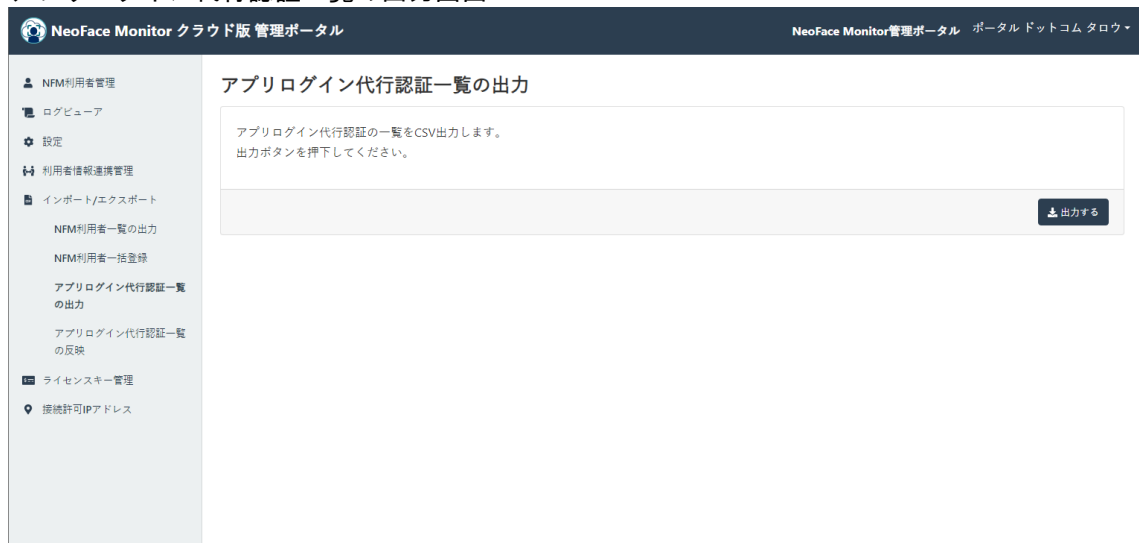 NeoFace Monitor クラウド版 管理ポータル
NeoFace Monitor管理ポータル ポータル ドットコム タロウ
NFM利用者管理
ログビューア
設定
利用者情報連携管理
インポート/エクスポート
NFM利用者一覧の出力
NFM利用者一括登録
アプリログイン代行認証一覧
の出力
アプリログイン代行認証一覧
の反映
ライセンスキー管理
接続許可IPアドレス
アプリログイン代行認証一覧の出力
アプリログイン代行認証の一覧をCSV出力します。
出力ボタンを押下してください。
出力する